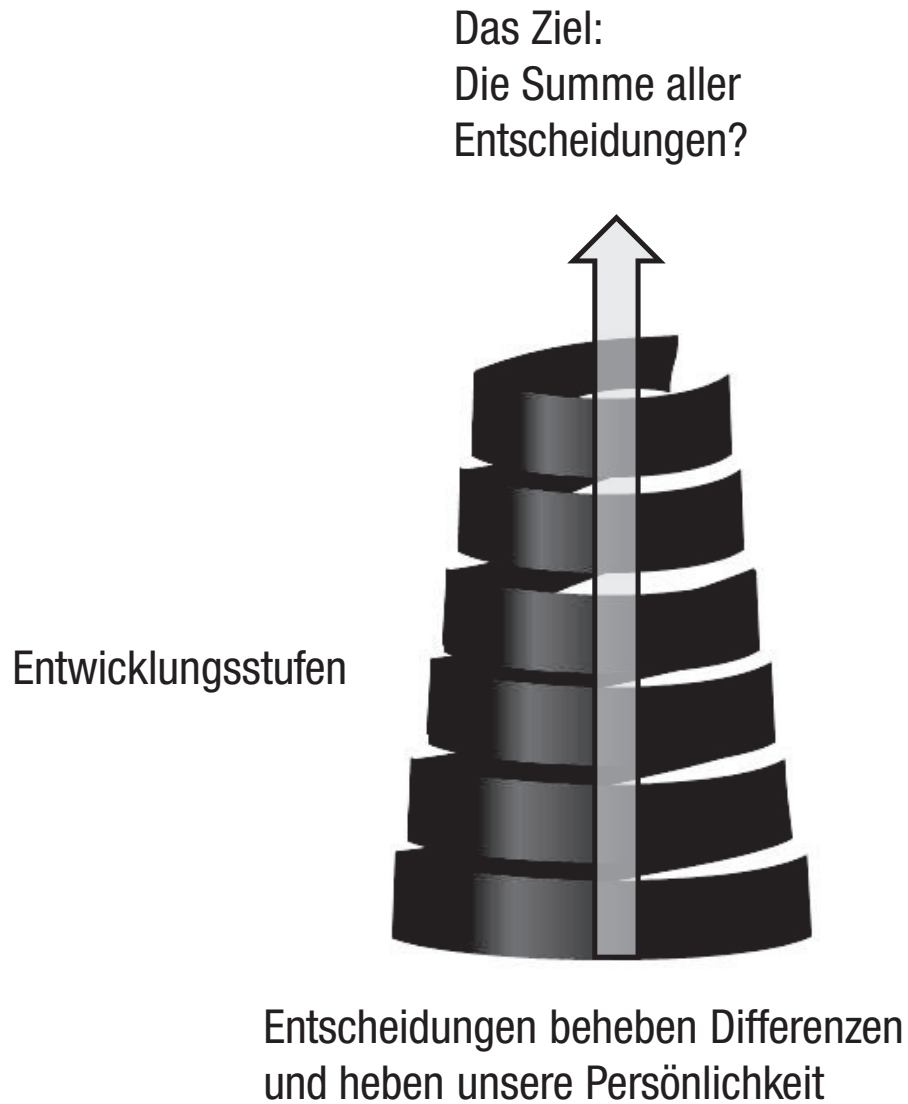 Das Ziel:
Die Summe aller
Entscheidungen?
Entwicklungsstufen
Entscheidungen beheben Differenzen
und heben unsere Persönlichkeit